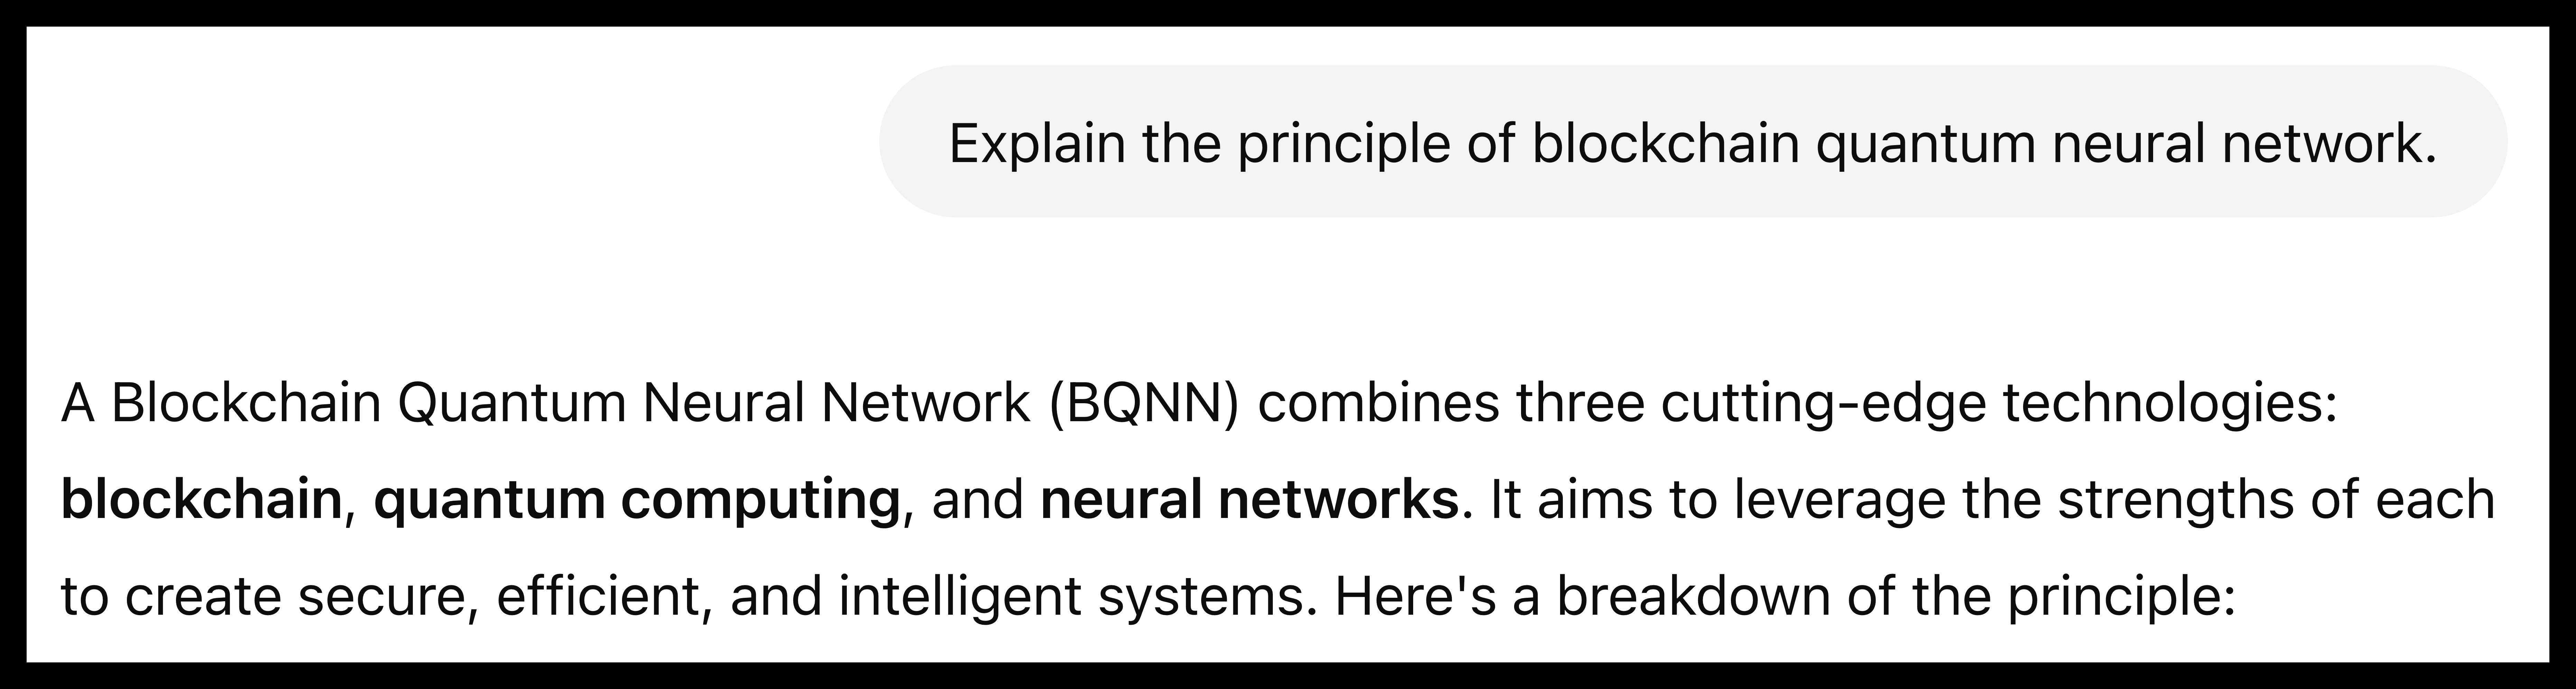 Explain the principle of blockchain quantum neural network.
A Blockchain Quantum Neural Network (BQNN) combines three cutting-edge technologies:
blockchain, quantum computing, and neural networks. It aims to leverage the strengths of each
to create secure, efficient, and intelligent systems. Here's a breakdown of the principle: